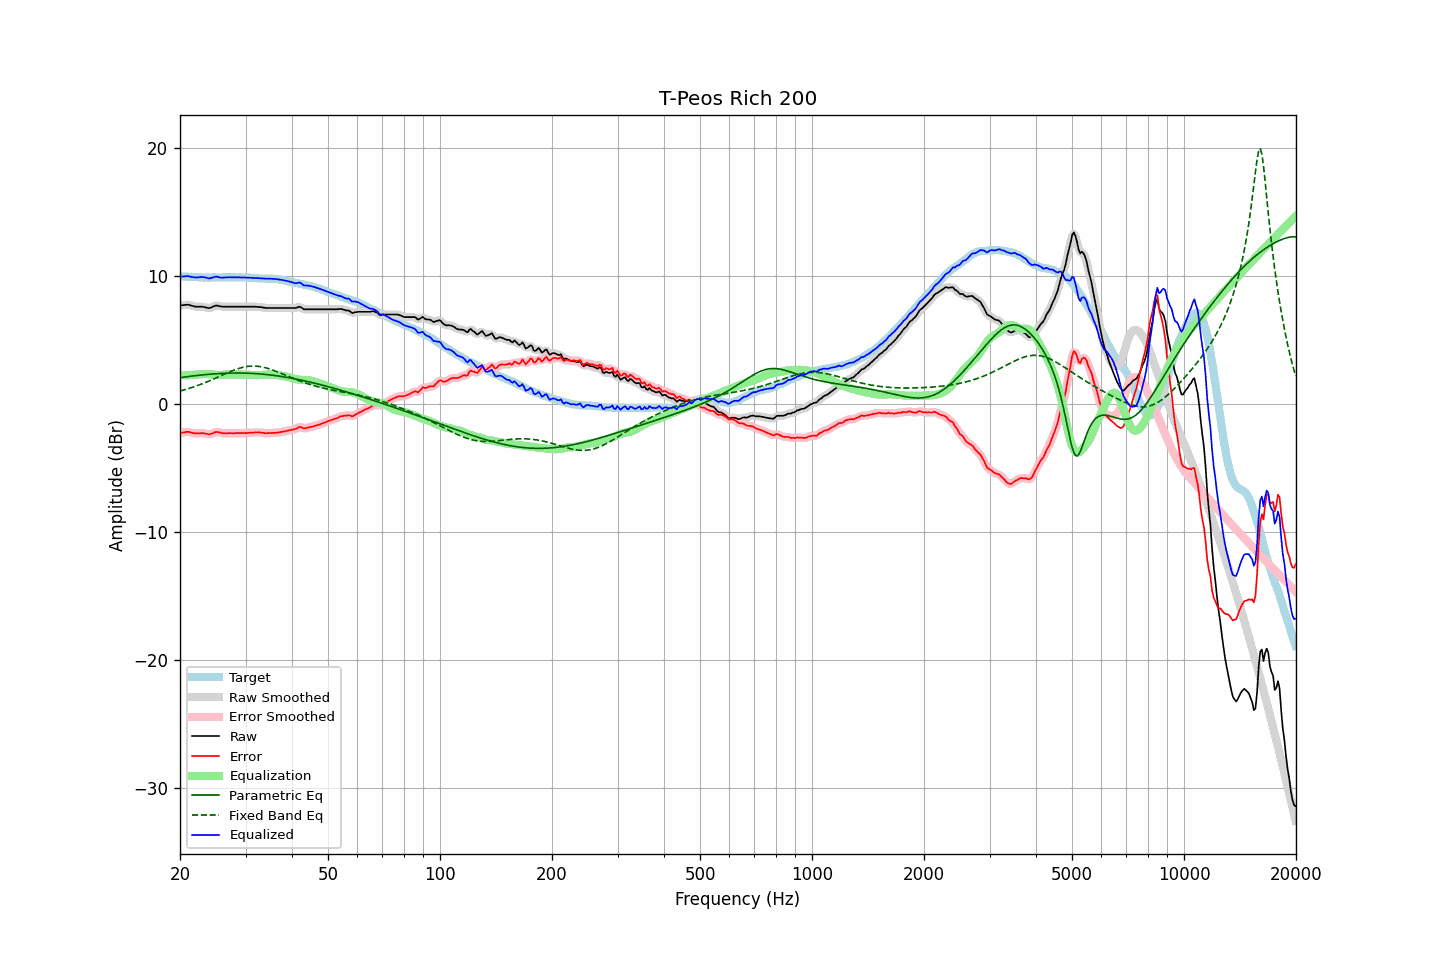 T-Peos Rich 200
Amplitude (dBr)
20
10
0
−10
−20
−30
Target
Raw Smoothed
Error Smoothed
Raw
Error
Equalization
Parametric Eq
Fixed Band Eq
Equalized
20 50 100 200 500 1000 2000 5000 10000 20000
Frequency (Hz)